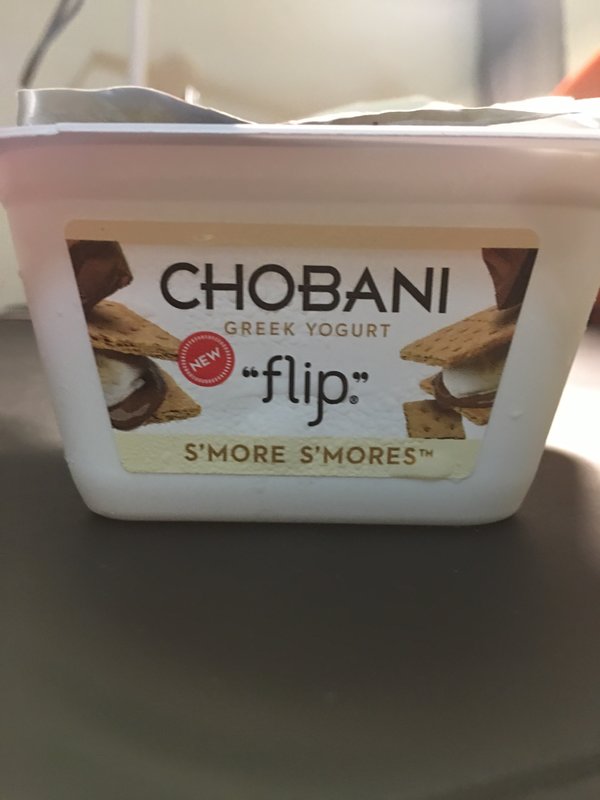 CHOBANI
GREEK YOGURT
NEW
“flip.”®
S'MORE S'MORES™